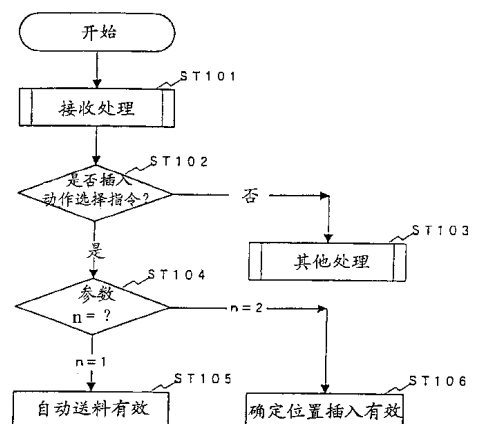 开始
ST101
接收处理
ST102
是否插入
动作选择指令?
否
ST103
其他处理
是
ST104
参数
n=?
n=2
n=1
ST105
自动送料有效
ST106
确定位置插入有效